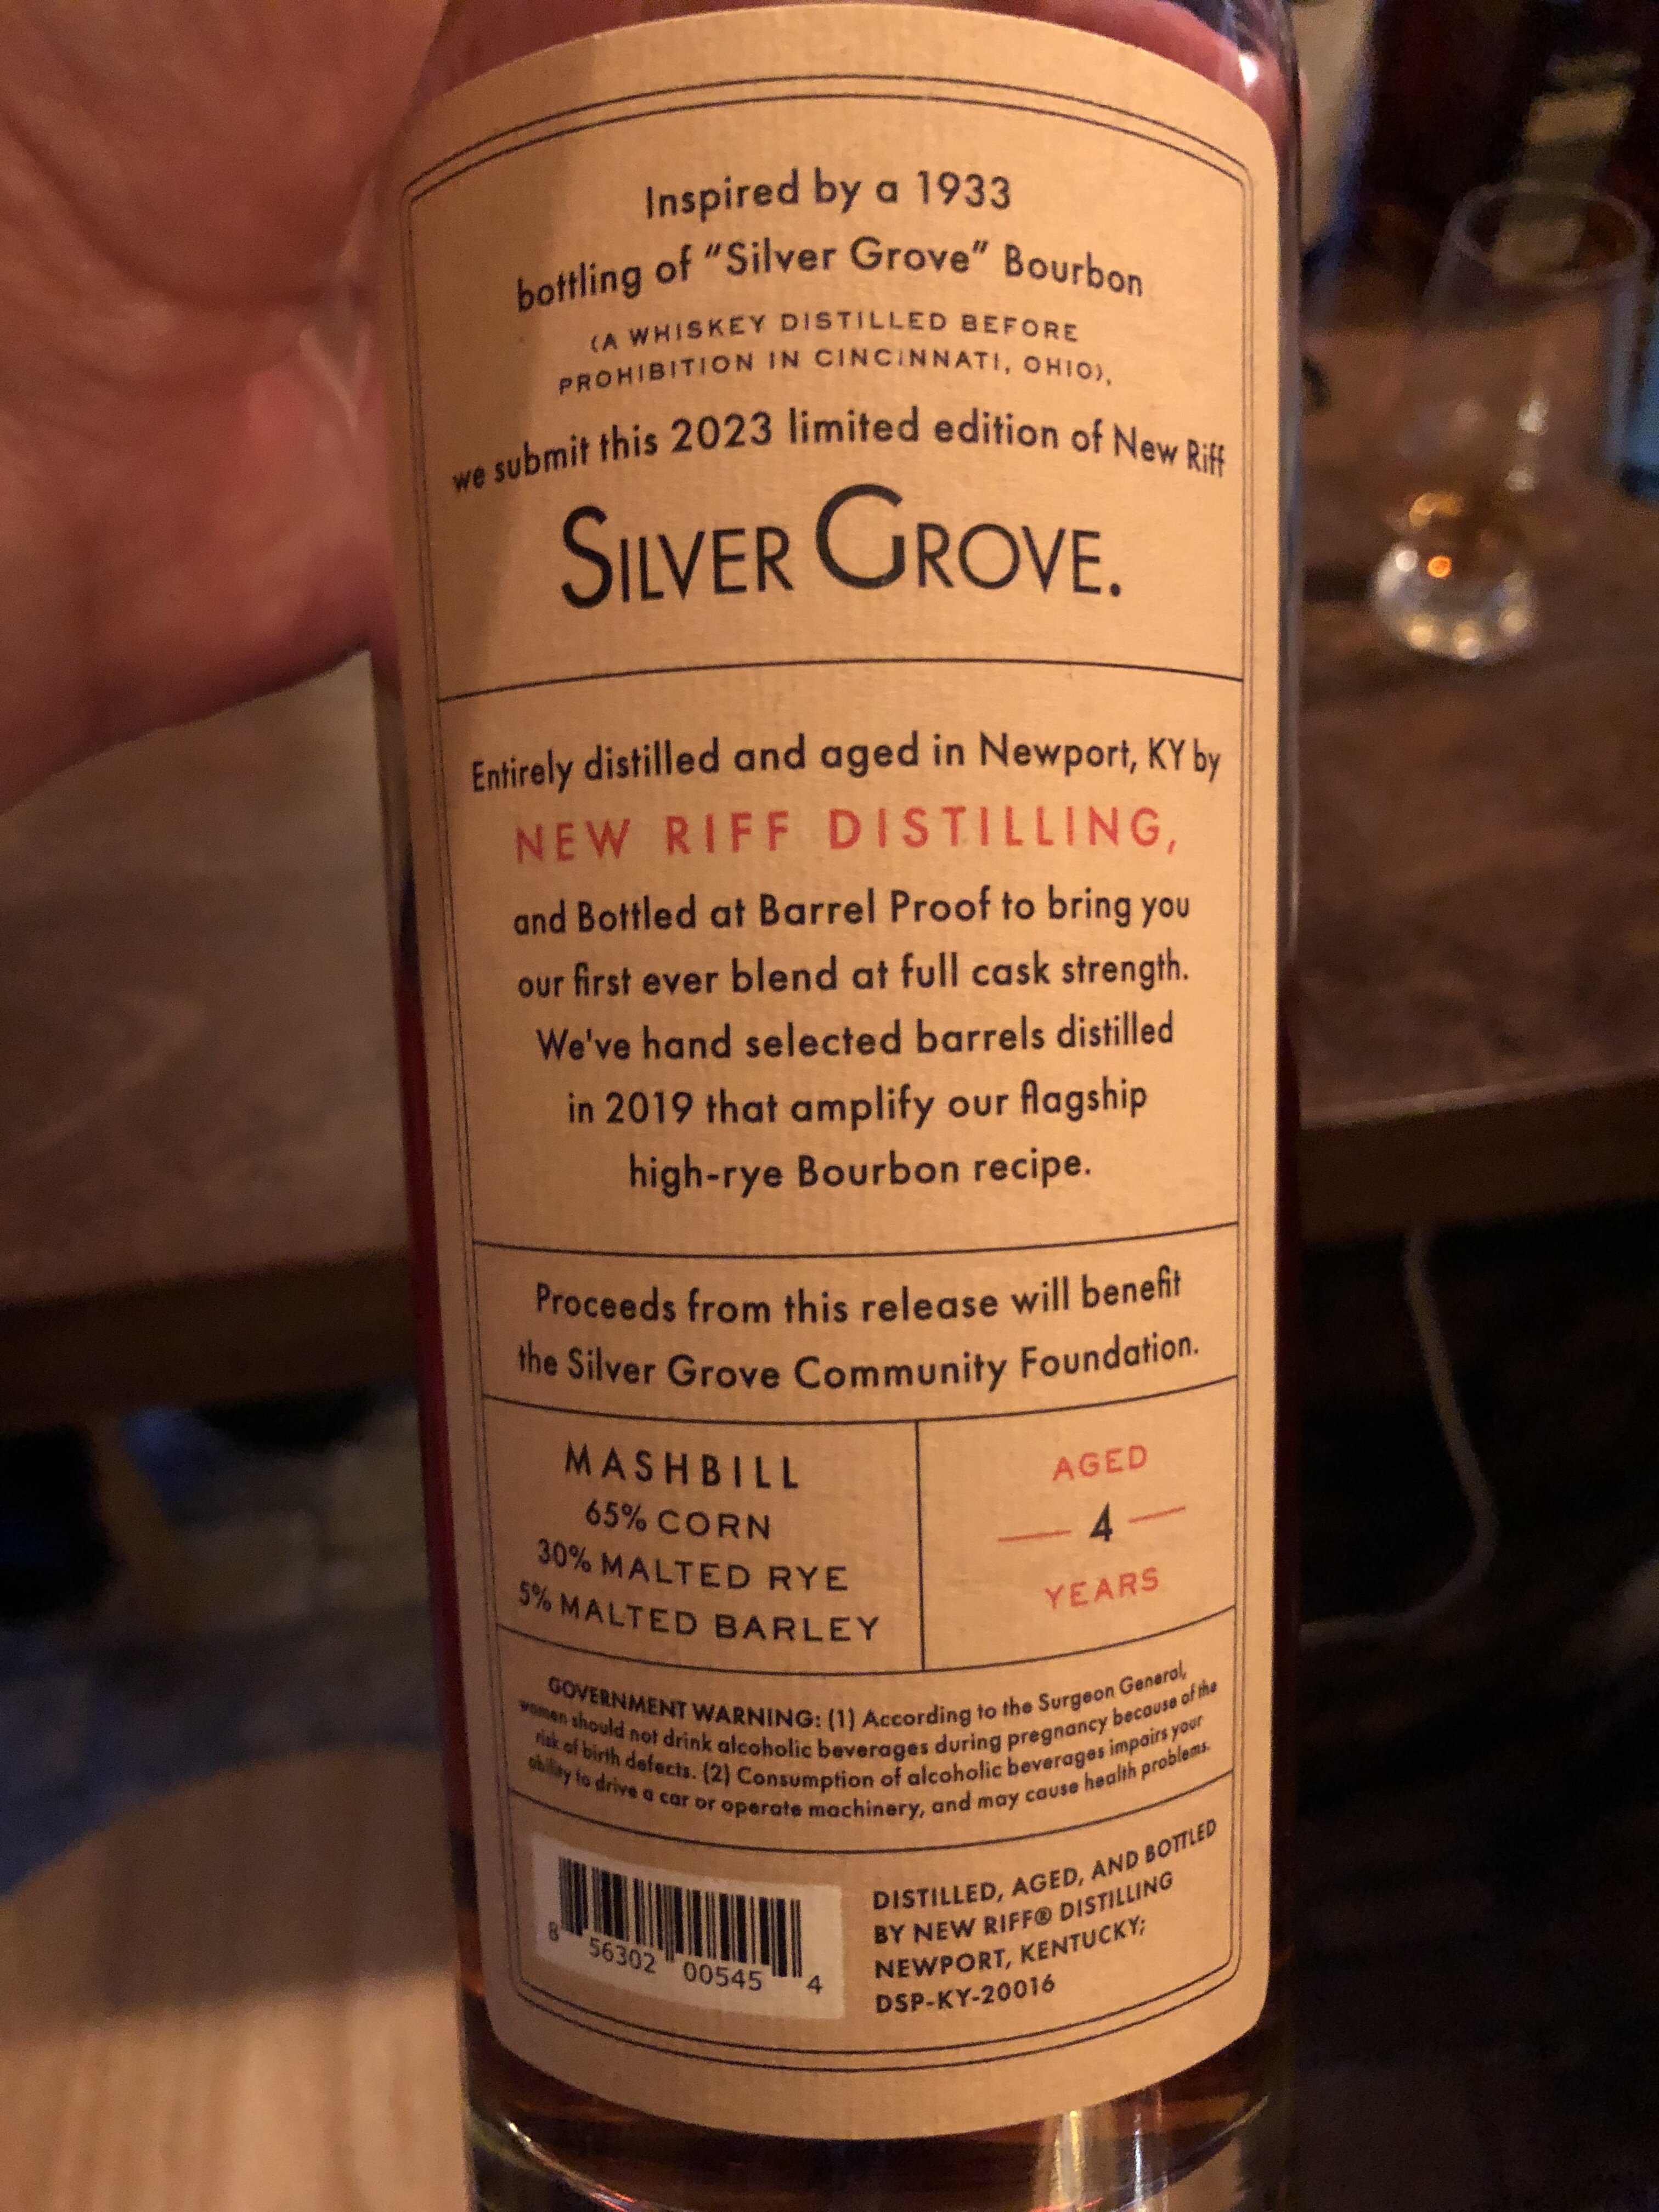 Inspired by a 1933
bottling of “Silver Grove” Bourbon
(A WHISKEY DISTILLED BEFORE
PROHIBITION IN CINCINNATI, OHIO),
we submit this 2023 limited edition of New Riff
SILVER GROVE.
Entirely distilled and aged in Newport, KY by
NEW RIFF DISTILLING,
and Bottled at Barrel Proof to bring you
our first ever blend at full cask strength.
We've hand selected barrels distilled
in 2019 that amplify our flagship
high-rye Bourbon recipe.
Proceeds from this release will benefit
the Silver Grove Community Foundation.
MASHBILL
65% CORN
30% MALTED RYE
5% MALTED BARLEY
AGED
4
YEARS
GOVERNMENT WARNING: (1) According to the Surgeon General,
women should not drink alcoholic beverages during pregnancy because of the
risk of birth defects. (2) Consumption of alcoholic beverages impairs your
ability to drive a car or operate machinery, and may cause health problems.
8 56302 00545 4
DISTILLED, AGED, AND BOTTLED
BY NEW RIFF® DISTILLING
NEWPORT, KENTUCKY;
DSP-KY-20016